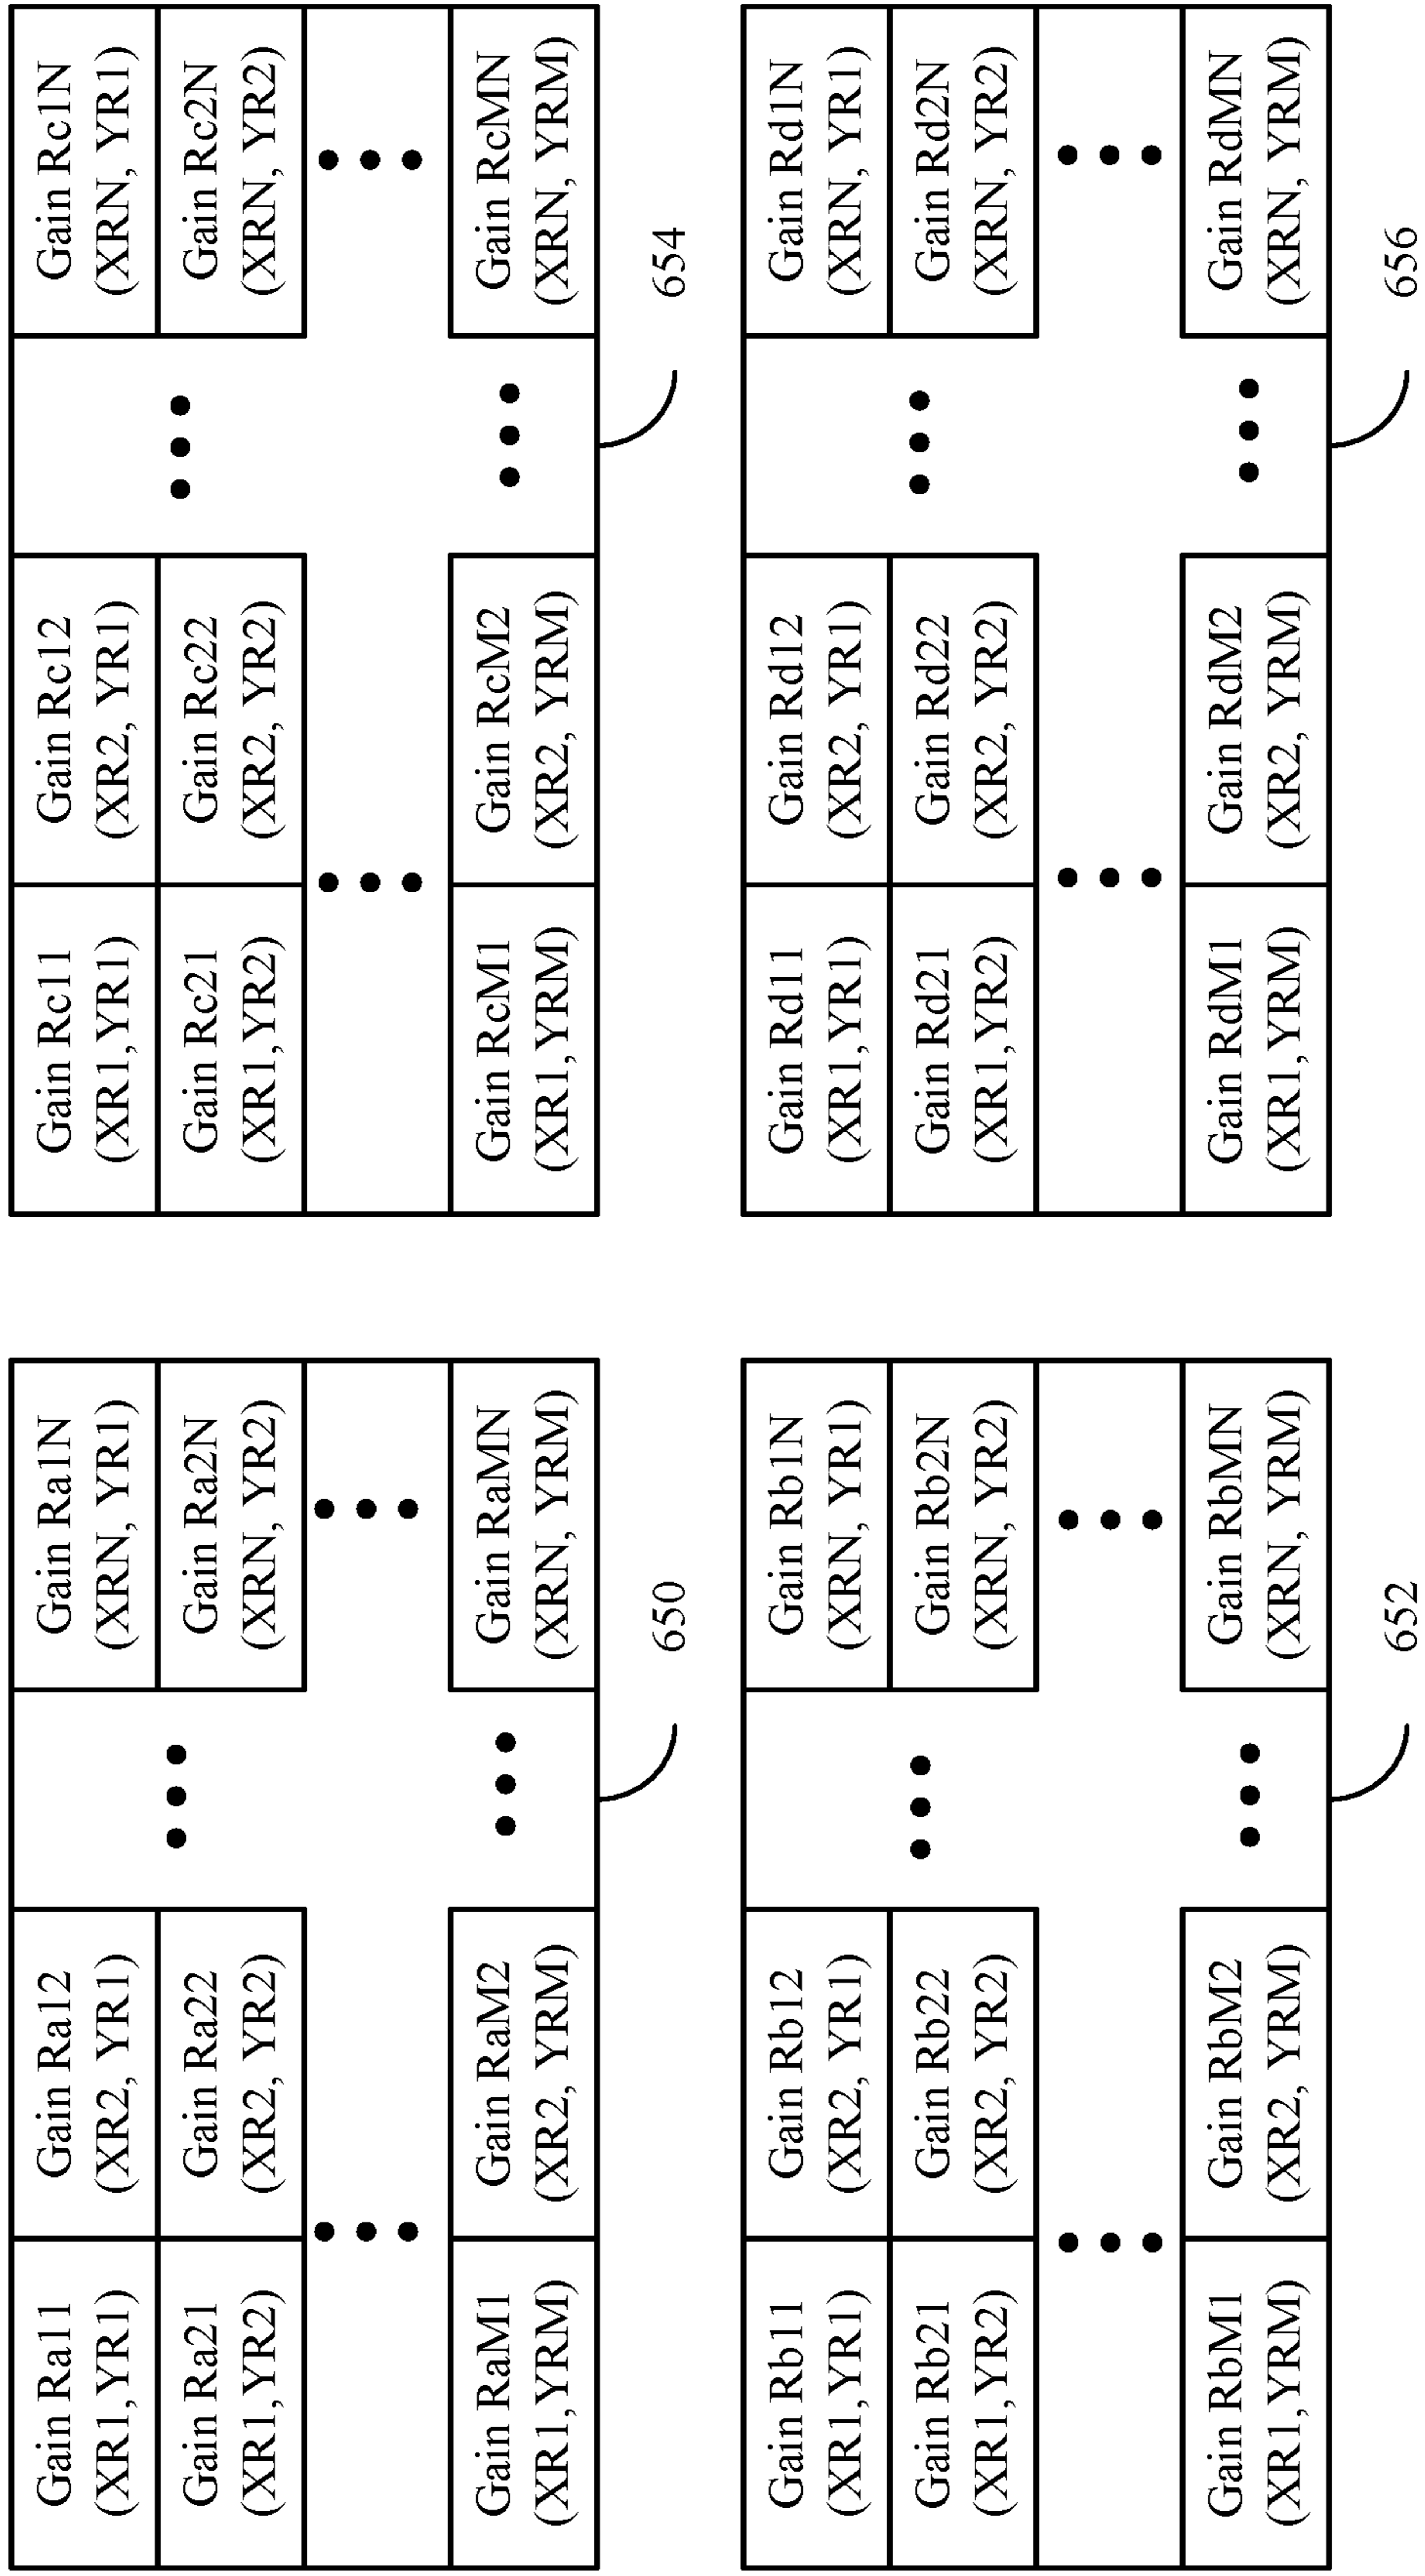 Gain Ra11
(XR1,YR1)
Gain Ra12
(XR2, YR1)
Gain Ra1N
(XRN, YR1)
Gain Ra21
(XR1,YR2)
Gain Ra22
(XR2, YR2)
Gain Ra2N
(XRN, YR2)
Gain RaM1
(XR1,YRM)
Gain RaM2
(XR2, YRM)
Gain RaMN
(XRN, YRM)
650
Gain Rc11
(XR1,YR1)
Gain Rc12
(XR2, YR1)
Gain Rc1N
(XRN, YR1)
Gain Rc21
(XR1,YR2)
Gain Rc22
(XR2, YR2)
Gain Rc2N
(XRN, YR2)
Gain RcM1
(XR1,YRM)
Gain RcM2
(XR2, YRM)
Gain RcMN
(XRN, YRM)
654
Gain Rb11
(XR1,YR1)
Gain Rb12
(XR2, YR1)
Gain Rb1N
(XRN, YR1)
Gain Rb21
(XR1,YR2)
Gain Rb22
(XR2, YR2)
Gain Rb2N
(XRN, YR2)
Gain RbM1
(XR1,YRM)
Gain RbM2
(XR2, YRM)
Gain RbMN
(XRN, YRM)
652
Gain Rd11
(XR1,YR1)
Gain Rd12
(XR2, YR1)
Gain Rd1N
(XRN, YR1)
Gain Rd21
(XR1,YR2)
Gain Rd22
(XR2, YR2)
Gain Rd2N
(XRN, YR2)
Gain RdM1
(XR1,YRM)
Gain RdM2
(XR2, YRM)
Gain RdMN
(XRN, YRM)
656